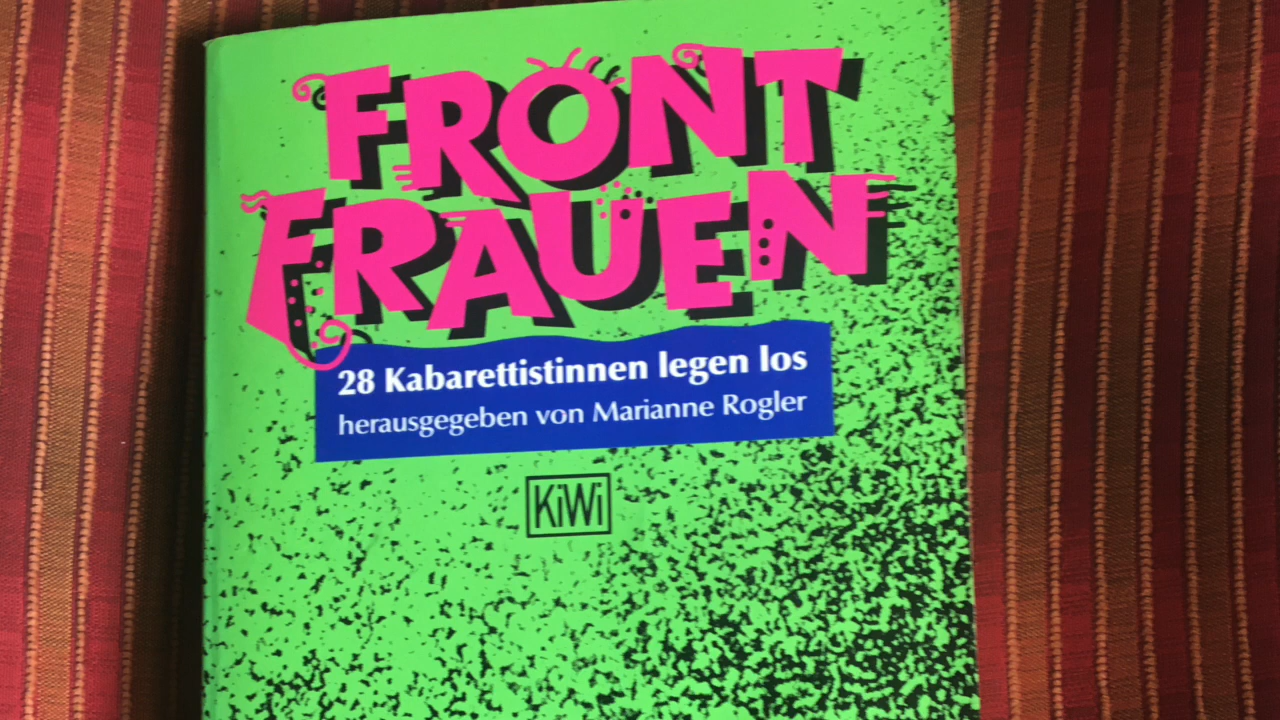 FRONT
FRAUEN
28 Kabarettistinnen legen los
herausgegeben von Marianne Rogler
KiWi